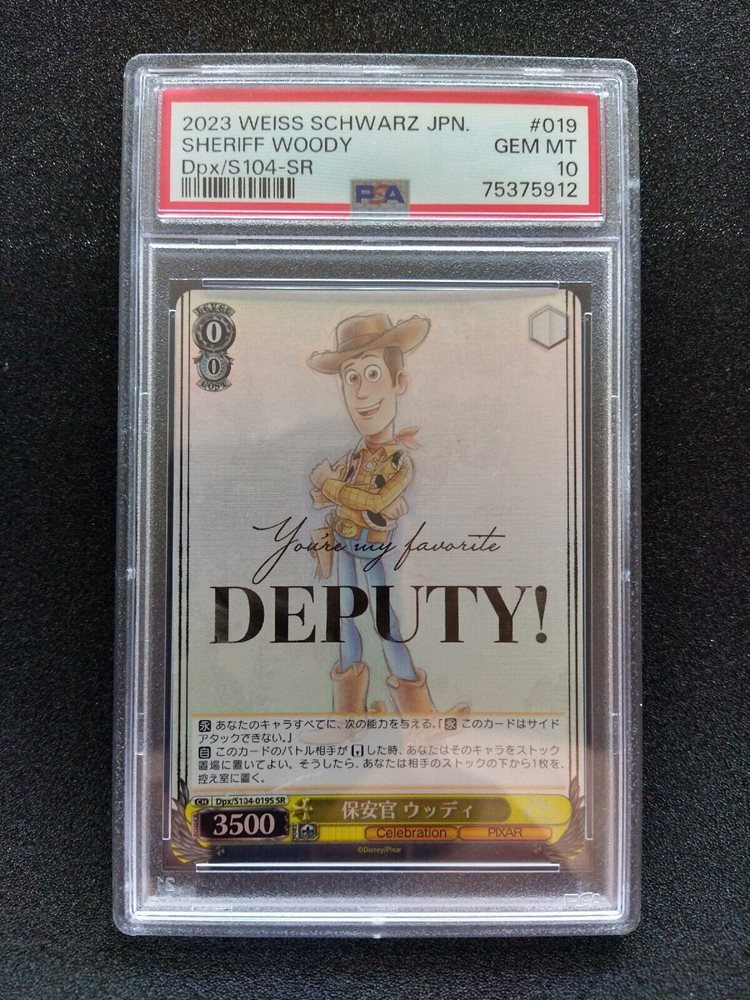 2023 WEISS SCHWARZ JPN. #019
SHERIFF WOODY GEM MT
Dpx/S104-SR 10
PSA 75375912
LEVEL
0
0
COST
You're my favorite
DEPUTY!
永 あなたのキャラすべてに、次の能力を与える。「永 このカードはサイド
アタックできない。」
自 このカードのバトル相手がした時、あなたはそのキャラをストック
置場に置いてよい。そうしたら、あなたは相手のストックの下から1枚を、
控え室に置く。
CH Dpx/S104-019S SR
3500 保安官 ウッディ
Celebration PIXAR
©Disney/Pixar